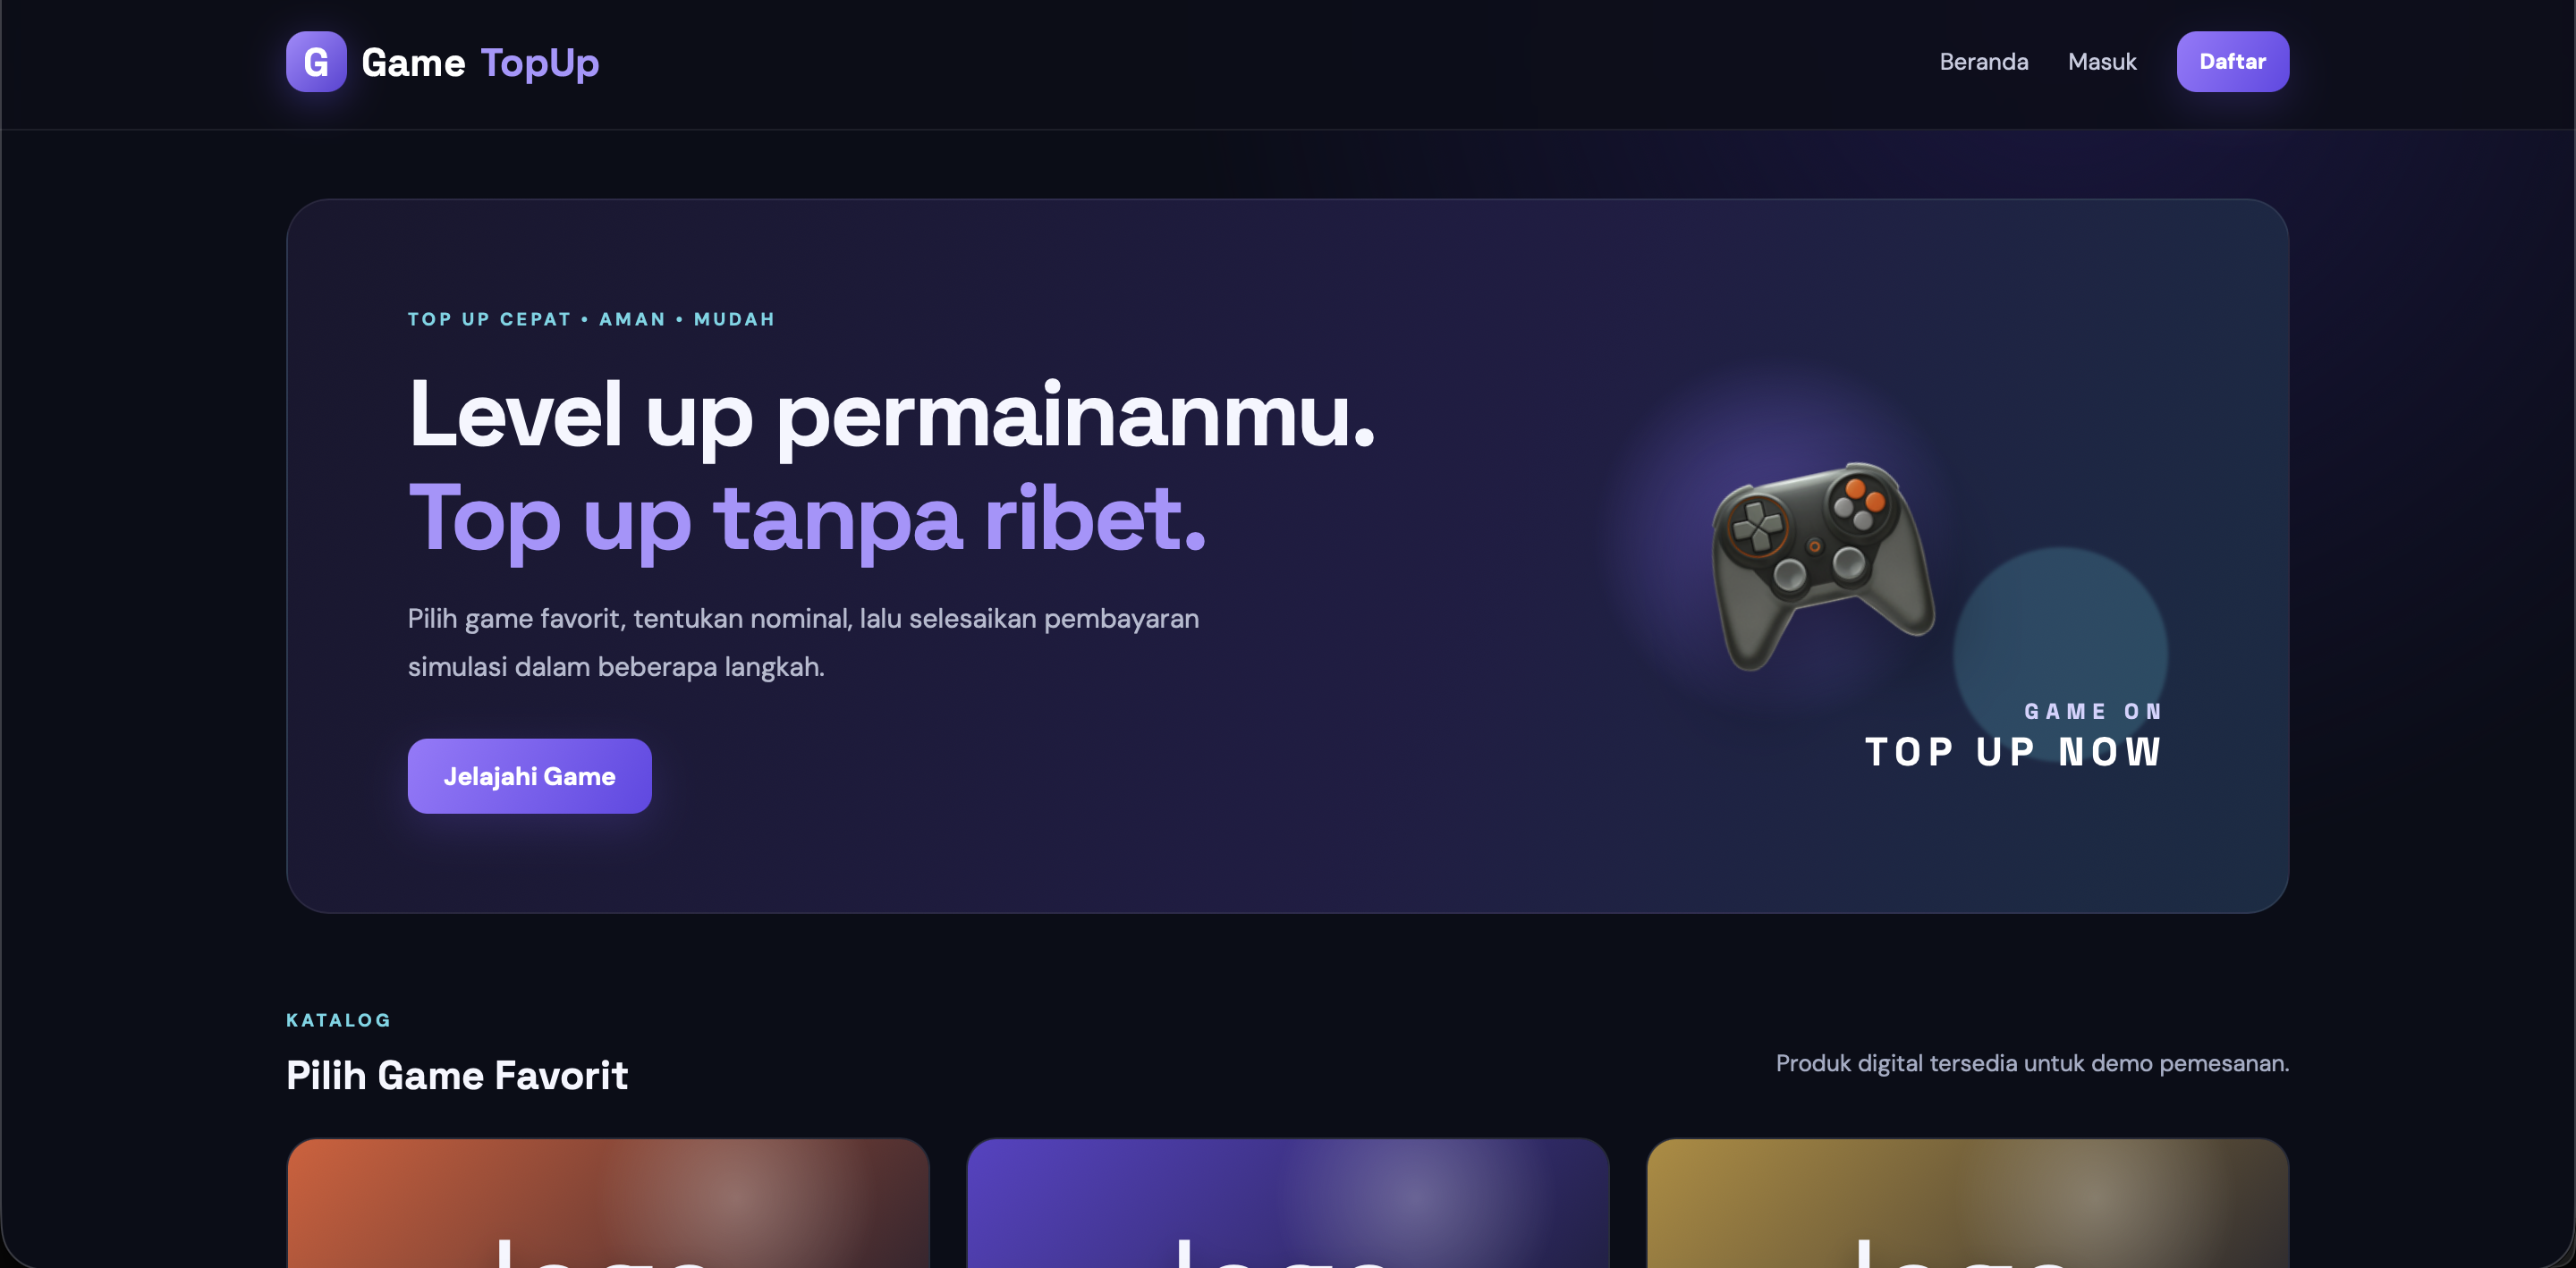 G Game TopUp
Beranda Masuk Daftar
TOP UP CEPAT • AMAN • MUDAH
Level up permainanmu.
Top up tanpa ribet.
Pilih game favorit, tentukan nominal, lalu selesaikan pembayaran
simulasi dalam beberapa langkah.
Jelajahi Game
GAME ON
TOP UP NOW
KATALOG
Pilih Game Favorit
Produk digital tersedia untuk demo pemesanan.